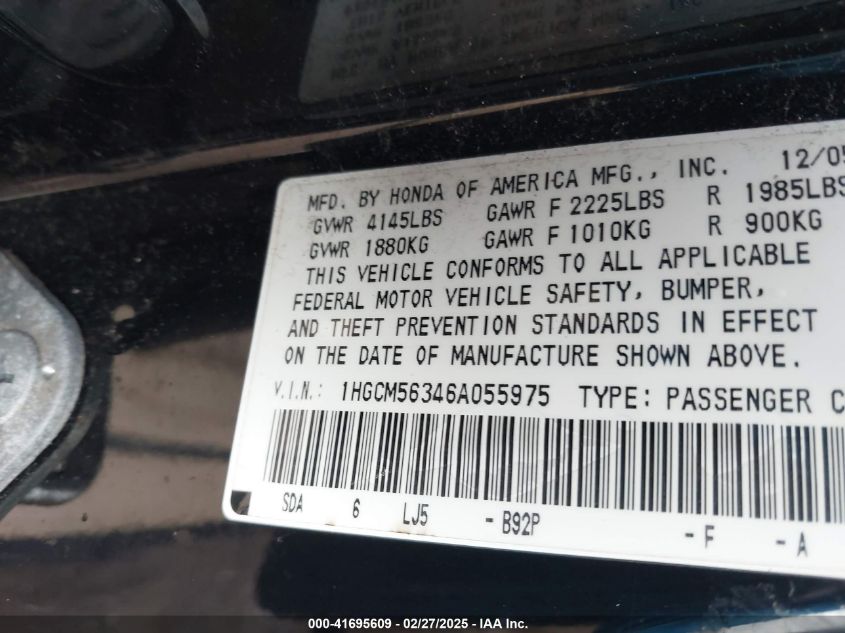 MFD. BY HONDA OF AMERICA MFG., INC. 12/05
GVWR 4145LBS GAWR F 2225LBS R 1985LBS
GVWR 1880KG GAWR F 1010KG R 900KG
THIS VEHICLE CONFORMS TO ALL APPLICABLE
FEDERAL MOTOR VEHICLE SAFETY, BUMPER,
AND THEFT PREVENTION STANDARDS IN EFFECT
ON THE DATE OF MANUFACTURE SHOWN ABOVE.
V.I.N.: 1HGCM56346A055975 TYPE: PASSENGER C
SDA 6 LJ5 -B92P -F -A
000-41695609 - 02/27/2025 - IAA Inc.